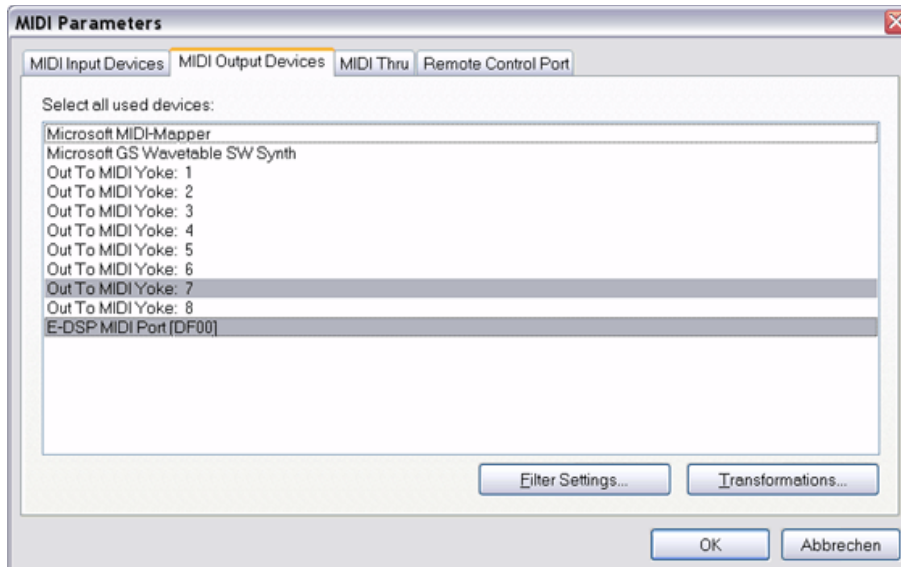 MIDI Parameters
MIDI Input Devices
MIDI Output Devices
MIDI Thru
Remote Control Port
Select all used devices:
Microsoft MIDI-Mapper
Microsoft GS Wavetable SW Synth
Out To MIDI Yoke: 1
Out To MIDI Yoke: 2
Out To MIDI Yoke: 3
Out To MIDI Yoke: 4
Out To MIDI Yoke: 5
Out To MIDI Yoke: 6
Out To MIDI Yoke: 7
Out To MIDI Yoke: 8
E-DSP MIDI Port [DF00]
Filter Settings...
Transformations...
OK
Abbrechen